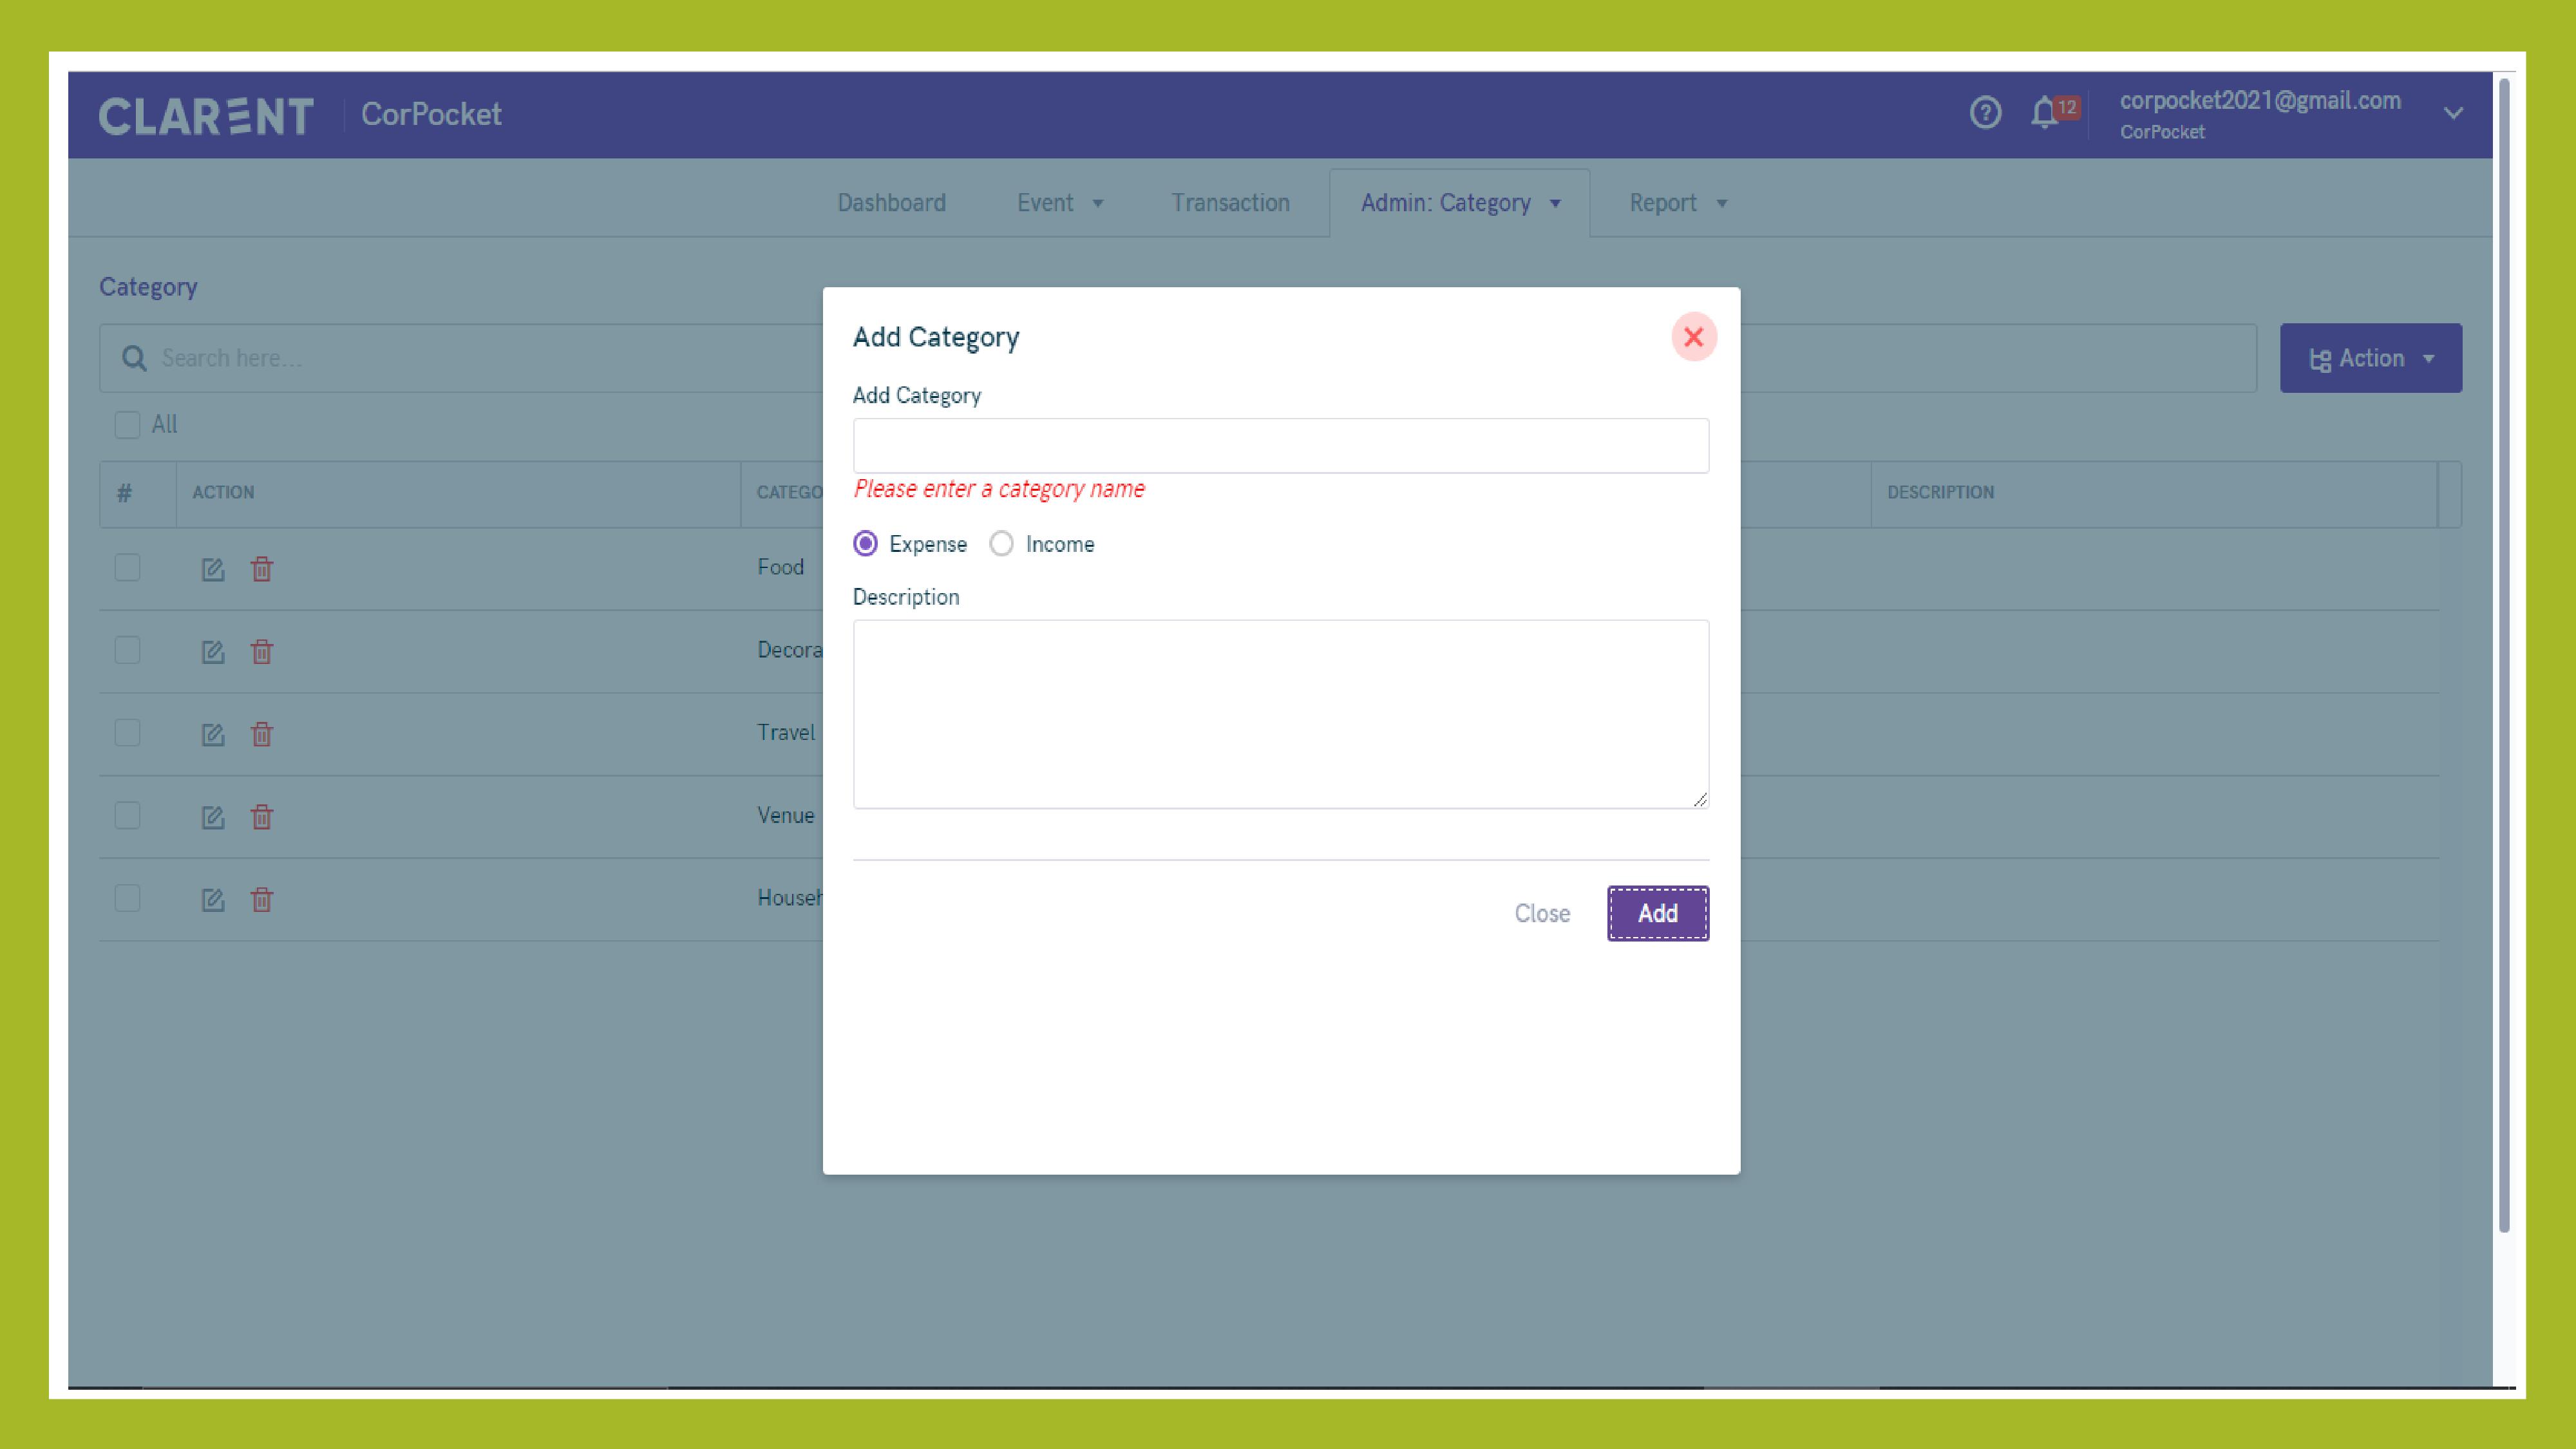 CLARENT CorPocket
? 12 corpocket2021@gmail.com
CorPocket
Dashboard Event Transaction Admin: Category Report
Category
Search here...
Action
All
# ACTION CATEGO DESCRIPTION
Food
Decora
Travel
Venue
Househ
Add Category
Add Category
Please enter a category name
Expense Income
Description
Close Add